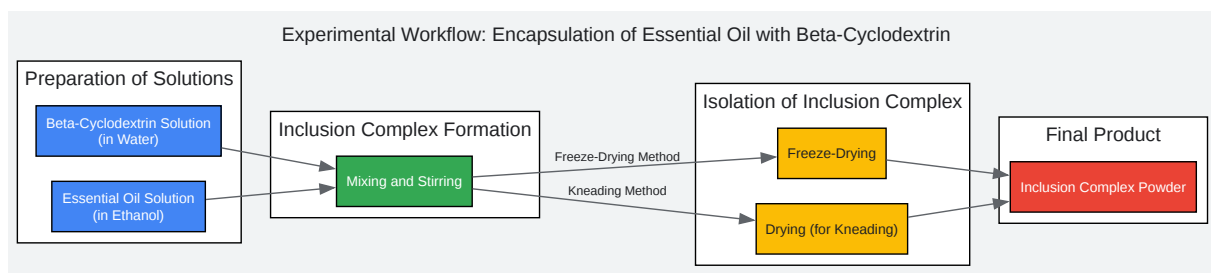 Experimental Workflow: Encapsulation of Essential Oil with Beta-Cyclodextrin
Preparation of Solutions
Beta-Cyclodextrin Solution
(in Water)
Essential Oil Solution
(in Ethanol)
Inclusion Complex Formation
Mixing and Stirring
Freeze-Drying Method
Kneading Method
Isolation of Inclusion Complex
Freeze-Drying
Drying (for Kneading)
Final Product
Inclusion Complex Powder